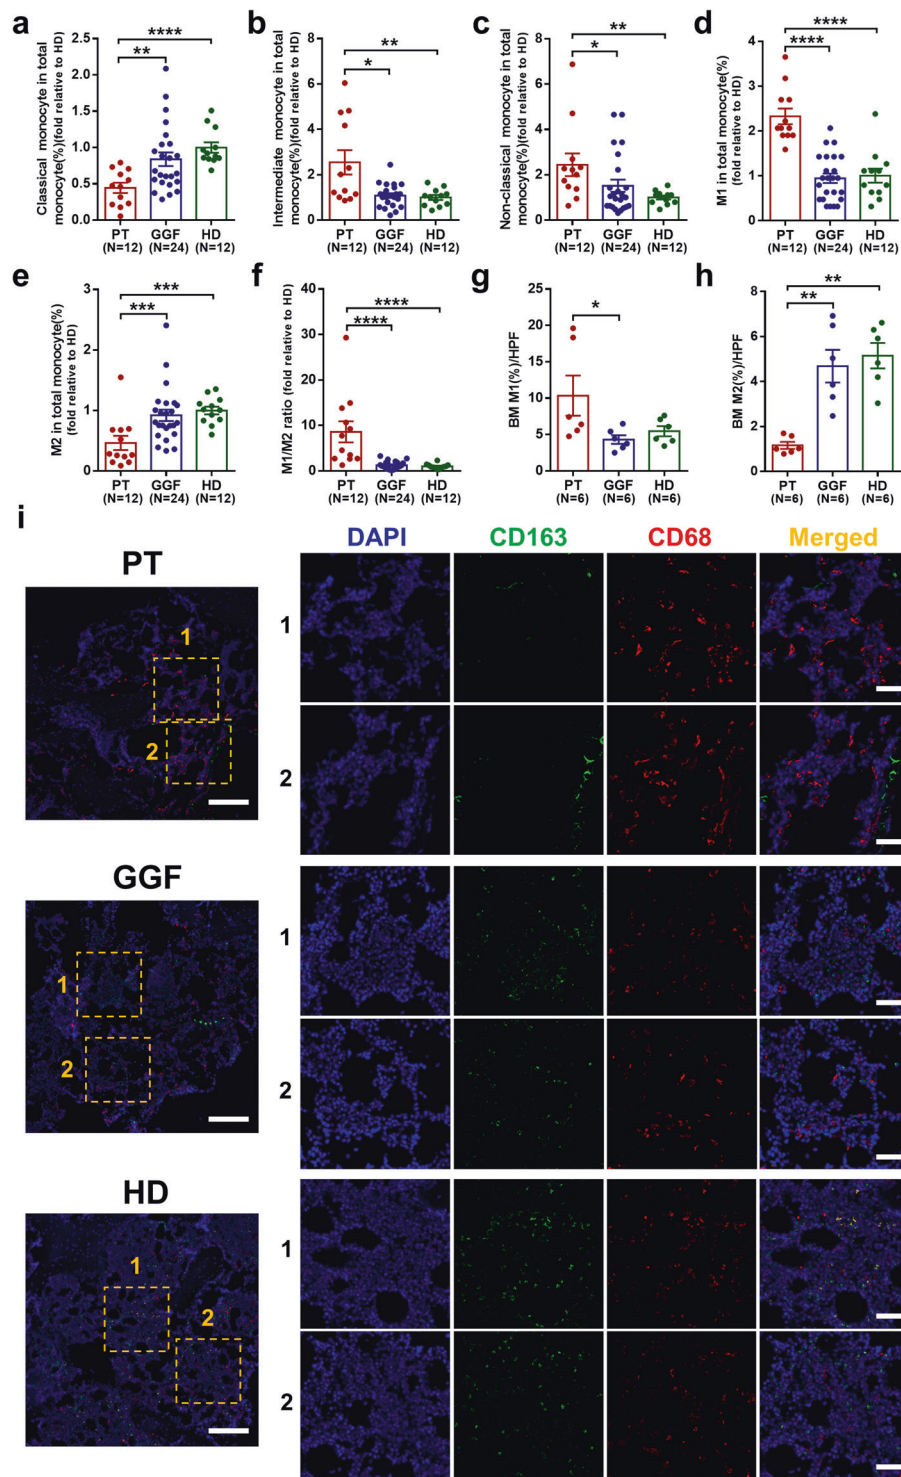 a
Classical monocyte in total
monocyte(%)(fold relative to HD)
2.5
2.0
1.5
1.0
0.5
0.0
****
**
PT
(N=12)
GGF
(N=24)
HD
(N=12)
b
Intermediate monocyte in total
monocyte(%)(fold relative to HD)
8
6
4
2
0
**
*
PT
(N=12)
GGF
(N=24)
HD
(N=12)
c
Non-classical monocyte in total
monocyte(%)(fold relative to HD)
8
6
4
2
0
**
*
PT
(N=12)
GGF
(N=24)
HD
(N=12)
d
M1 in total monocyte(%)
(fold relative to HD)
4
3
2
1
0
****
****
PT
(N=12)
GGF
(N=24)
HD
(N=12)
e
M2 in total monocyte(%)
(fold relative to HD)
3
2
1
0
***
***
PT
(N=12)
GGF
(N=24)
HD
(N=12)
f
M1/M2 ratio (fold relative to HD)
40
30
20
10
0
****
****
PT
(N=12)
GGF
(N=24)
HD
(N=12)
g
BM M1(%)/HPF
25
20
15
10
5
0
*
PT
(N=6)
GGF
(N=6)
HD
(N=6)
h
BM M2(%)/HPF
8
6
4
2
0
**
**
PT
(N=6)
GGF
(N=6)
HD
(N=6)
i
DAPI
CD163
CD68
Merged
PT
1
2
1
2
GGF
1
2
1
2
HD
1
2
1
2